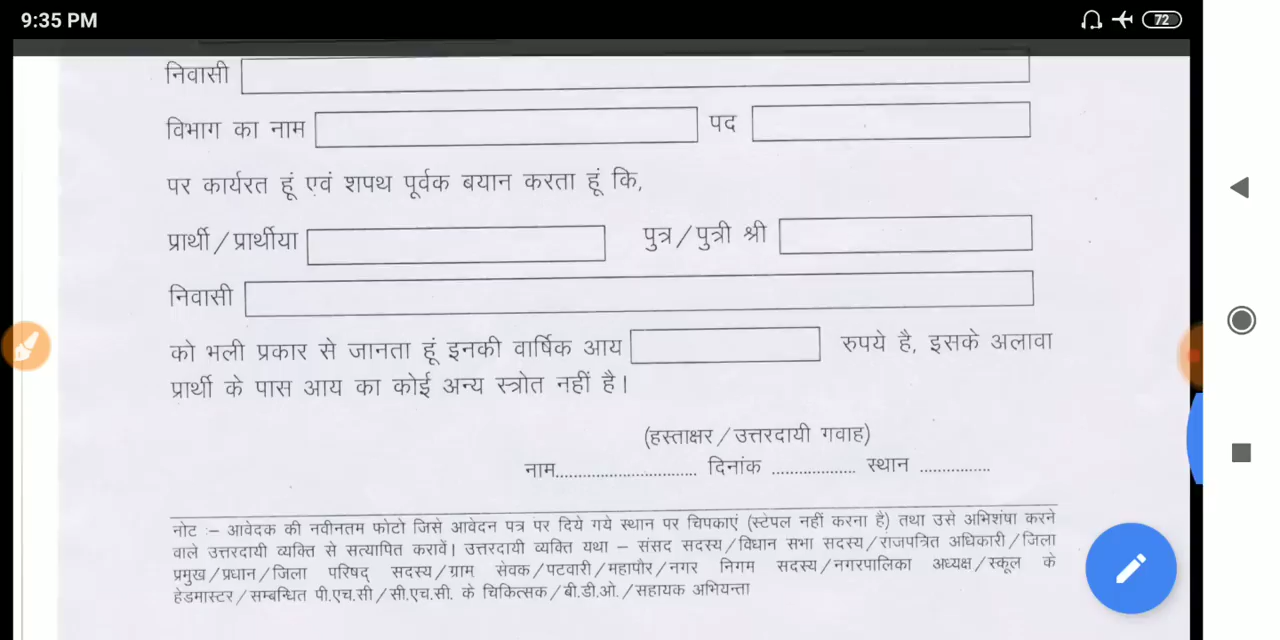 9:35 PM 72
निवासी
विभाग का नाम पद
पर कार्यरत हूं एवं शपथ पूर्वक बयान करता हूं कि,
प्रार्थी/प्रार्थीया पुत्र/पुत्री श्री
निवासी
को भली प्रकार से जानता हूं इनकी वार्षिक आय रुपये है, इसके अलावा
प्रार्थी के पास आय का कोई अन्य स्त्रोत नहीं है।
(हस्ताक्षर/उत्तरदायी गवाह)
नाम........................... दिनांक ................ स्थान ..............
नोट :– आवेदक की नवीनतम फोटो जिसे आवेदन पत्र पर दिये गये स्थान पर चिपकाएं (स्टेपल नहीं करना है) तथा उसे अभिशंषा करने
वाले उत्तरदायी व्यक्ति से सत्यापित करावें। उत्तरदायी व्यक्ति यथा – संसद सदस्य/विधान सभा सदस्य/राजपत्रित अधिकारी/जिला
प्रमुख/प्रधान/जिला परिषद् सदस्य/ग्राम सेवक/पटवारी/महापौर/नगर निगम सदस्य/नगरपालिका अध्यक्ष/स्कूल के
हेडमास्टर/सम्बन्धित पी.एच.सी/सी.एच.सी. के चिकित्सक/बी.डी.ओ./सहायक अभियन्ता